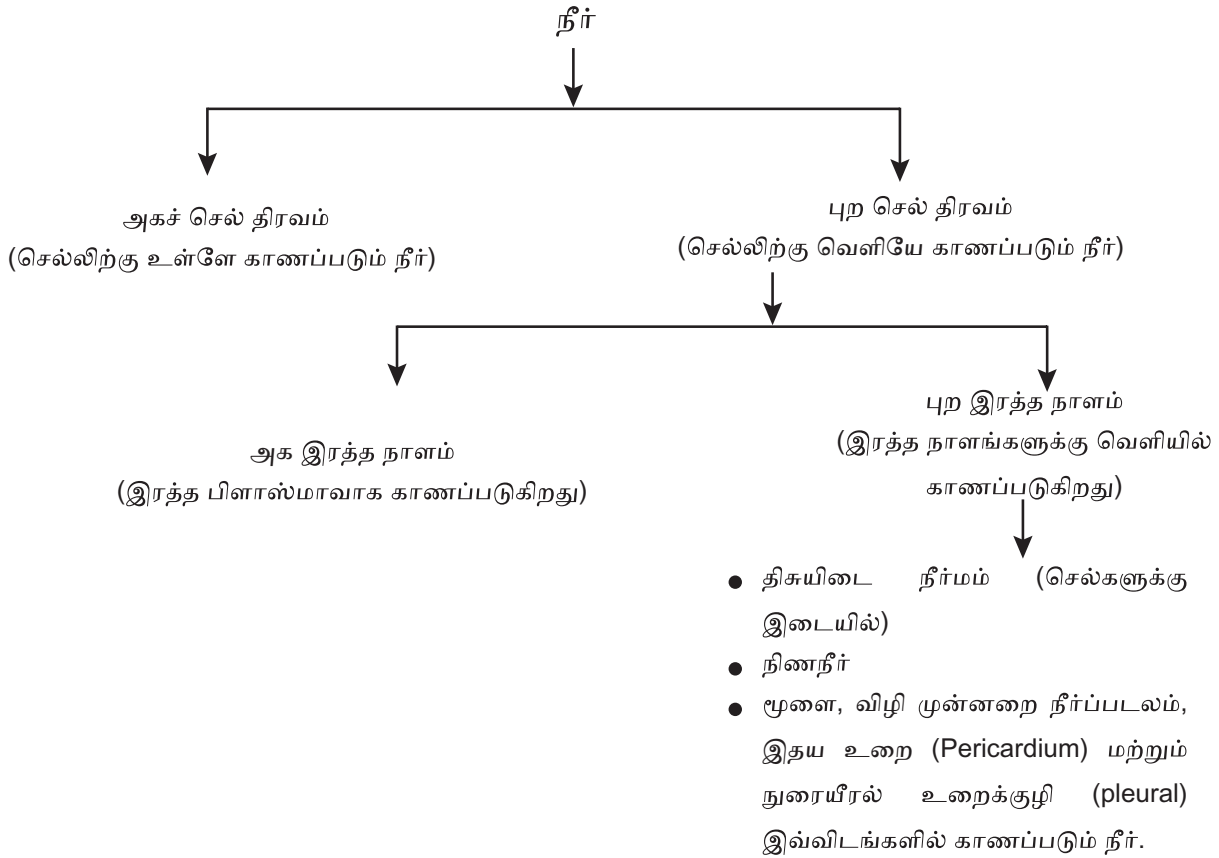 நீர்
அகச் செல் திரவம்
(செல்லிற்கு உள்ளே காணப்படும் நீர்)
புற செல் திரவம்
(செல்லிற்கு வெளியே காணப்படும் நீர்)
அக இரத்த நாளம்
(இரத்த பிளாஸ்மாவாக காணப்படுகிறது)
புற இரத்த நாளம்
(இரத்த நாளங்களுக்கு வெளியில்
காணப்படுகிறது)
● திசுயிடை நீர்மம் (செல்களுக்கு
இடையில்)
● நிணநீர்
● மூளை, விழி முன்னறை நீர்ப்படலம்,
இதய உறை (Pericardium) மற்றும்
நுரையீரல் உறைக்குழி (pleural)
இவ்விடங்களில் காணப்படும் நீர்.